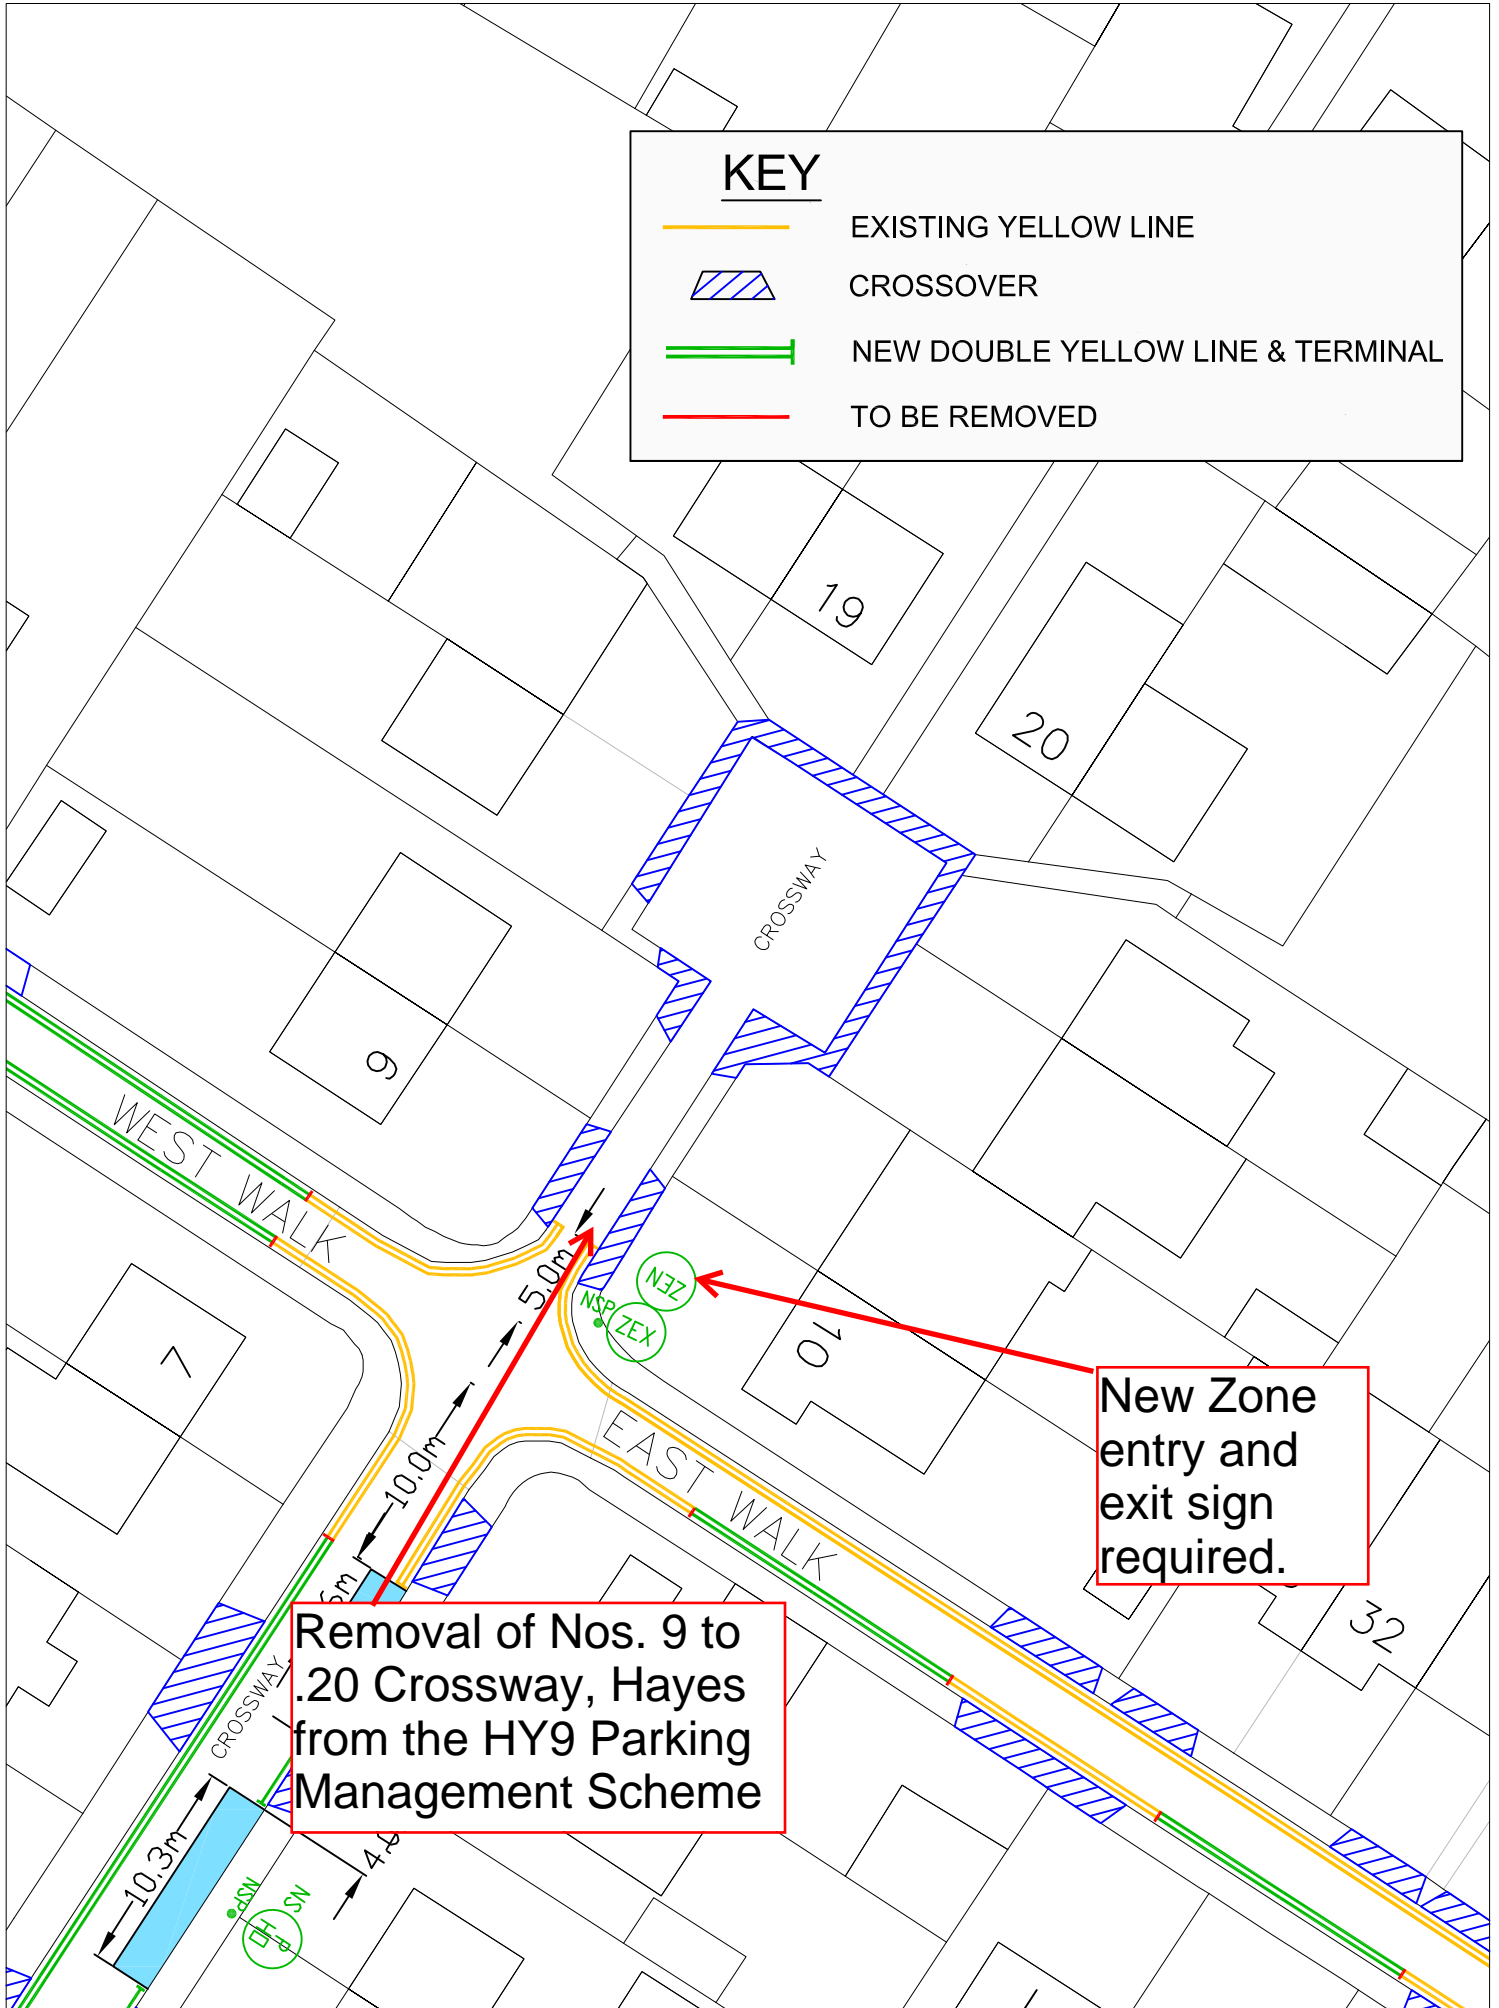 KEY
EXISTING YELLOW LINE
CROSSOVER
NEW DOUBLE YELLOW LINE & TERMINAL
TO BE REMOVED
19
20
CROSSWAY
9
WEST WALK
5.0m
NSP
ZEN
ZEX
7
10
10.0m
EAST WALK
New Zone
entry and
exit sign
required.
32
Removal of Nos. 9 to
.20 Crossway, Hayes
from the HY9 Parking
Management Scheme
CROSSWAY
10.3m
NSP
NS
P